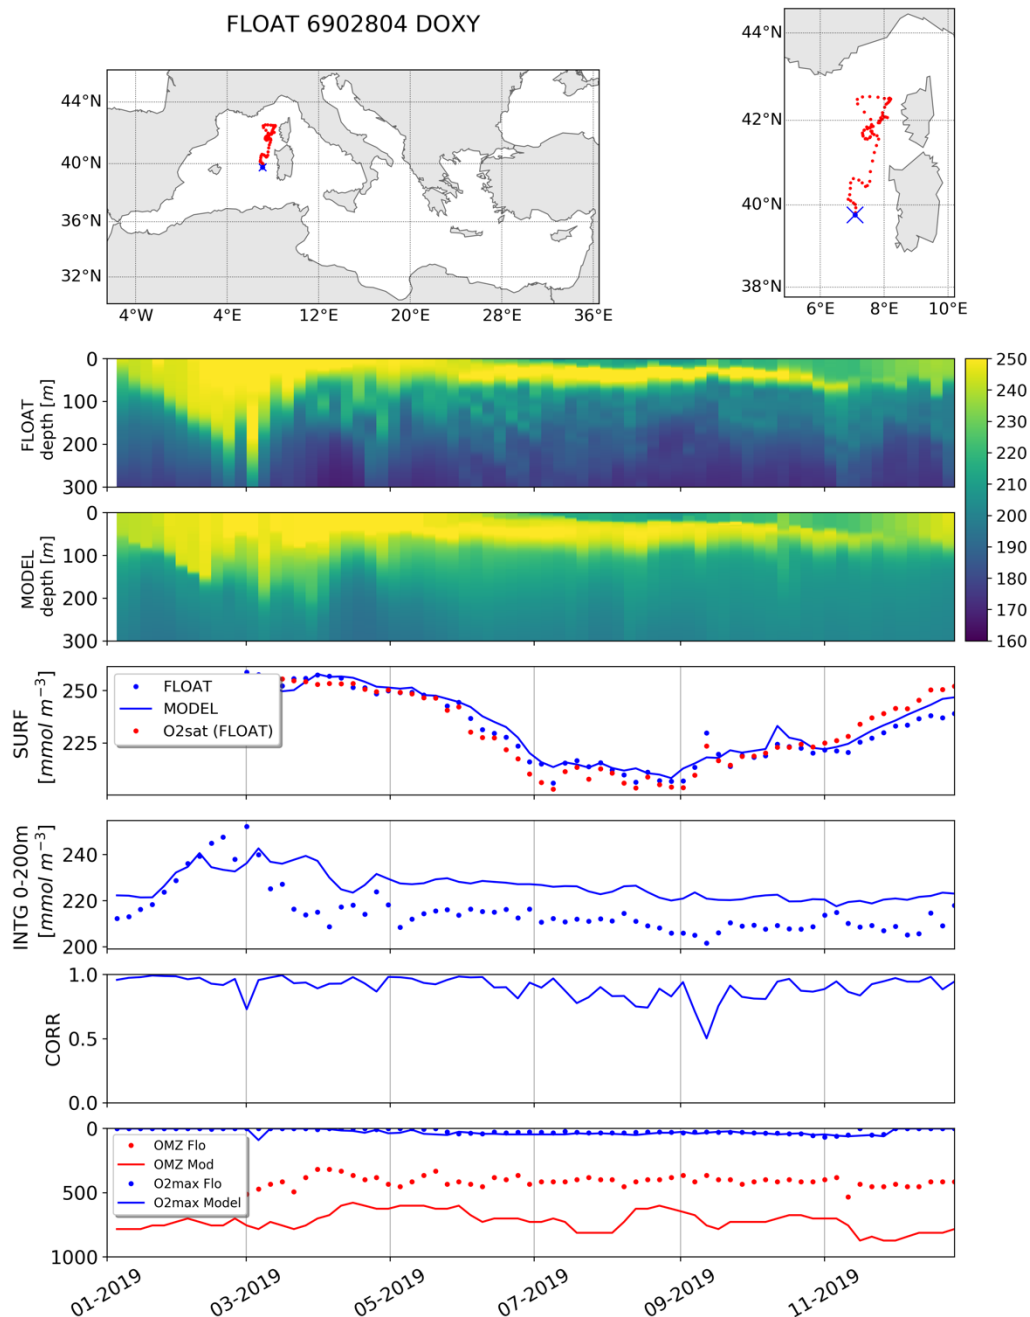 FLOAT 6902804 DOXY
44°N
40°N
36°N
32°N
4°W 4°E 12°E 20°E 28°E 36°E
44°N
42°N
40°N
38°N
6°E 8°E 10°E
FLOAT
depth [m]
0
100
200
300
MODEL
depth [m]
0
100
200
300
250
240
230
220
210
200
190
180
170
160
SURF
[mmol m⁻³]
250
225
FLOAT
MODEL
O2sat (FLOAT)
INTG 0-200m
[mmol m⁻³]
240
220
200
CORR
1.0
0.5
0.0
0
500
1000
OMZ Flo
OMZ Mod
O2max Flo
O2max Model
01-2019 03-2019 05-2019 07-2019 09-2019 11-2019